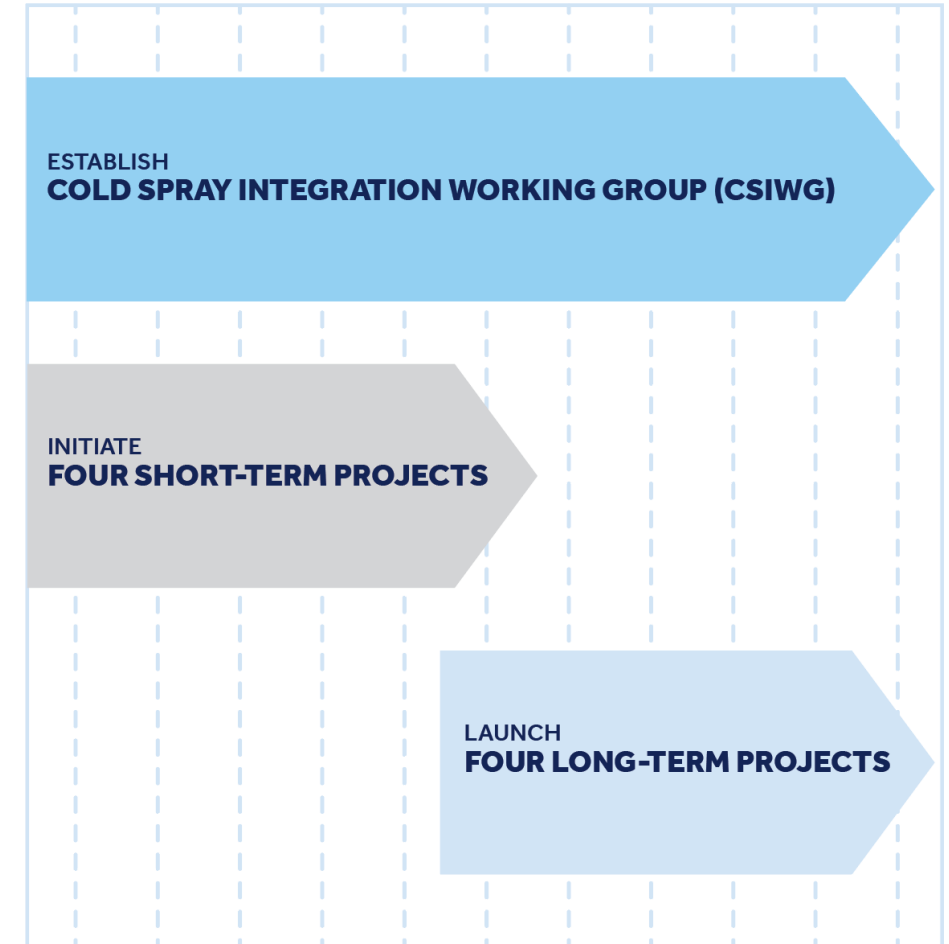 ESTABLISH
COLD SPRAY INTEGRATION WORKING GROUP (CSIWG)
INITIATE
FOUR SHORT-TERM PROJECTS
LAUNCH
FOUR LONG-TERM PROJECTS